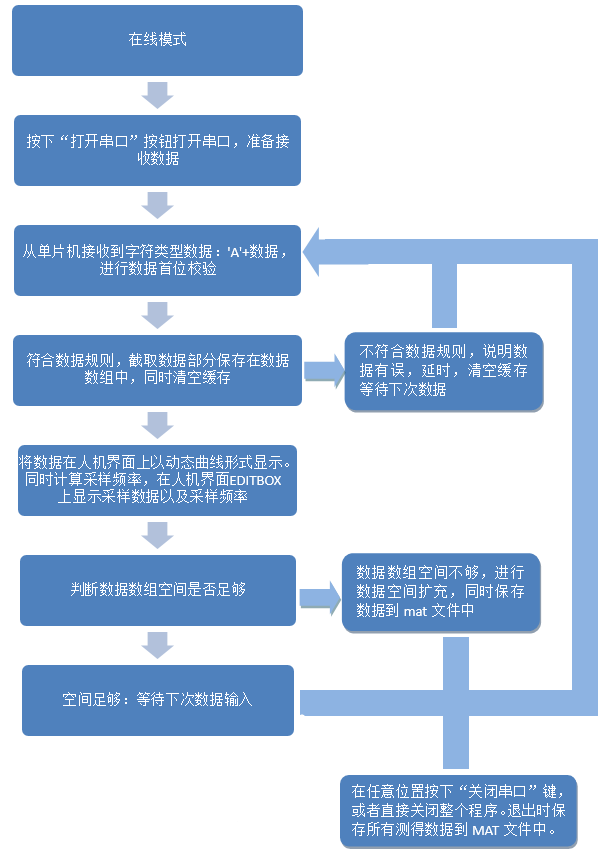 在线模式
按下“打开串口”按钮打开串口，准备接
收数据
从单片机接收到字符类型数据：'A'+数据，
进行数据首位校验
符合数据规则，截取数据部分保存在数据
数组中，同时清空缓存
不符合数据规则，说明数
据有误，延时，清空缓存
等待下次数据
将数据在人机界面上以动态曲线形式显示。
同时计算采样频率，在人机界面EDITBOX
上显示采样数据以及采样频率
判断数据数组空间是否足够
数据数组空间不够，进行
数据空间扩充，同时保存
数据到 mat 文件中
空间足够：等待下次数据输入
在任意位置按下“关闭串口”键，
或者直接关闭整个程序。退出时保
存所有测得数据到 MAT 文件中。